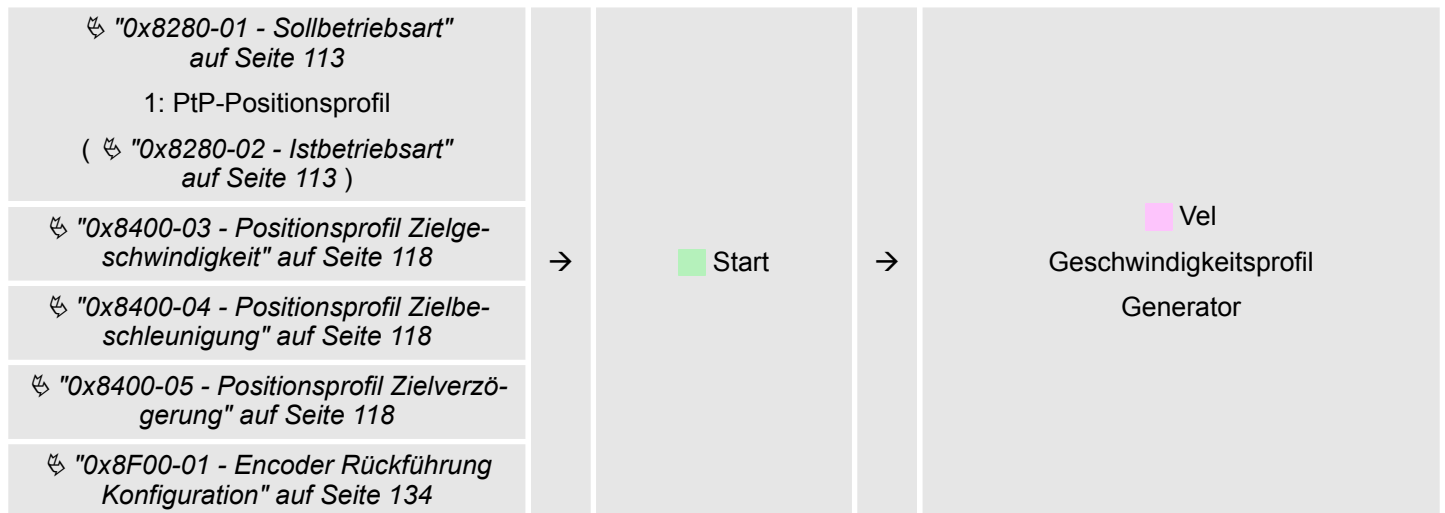 ↳ "0x8280-01 - Sollbetriebsart"
auf Seite 113
1: PtP-Positionsprofil
( ↳ "0x8280-02 - Istbetriebsart"
auf Seite 113 )
↳ "0x8400-03 - Positionsprofil Zielge-
schwindigkeit" auf Seite 118
↳ "0x8400-04 - Positionsprofil Zielbe-
schleunigung" auf Seite 118
↳ "0x8400-05 - Positionsprofil Zielverzö-
gerung" auf Seite 118
↳ "0x8F00-01 - Encoder Rückführung
Konfiguration" auf Seite 134
→
Start
→
Vel
Geschwindigkeitsprofil
Generator